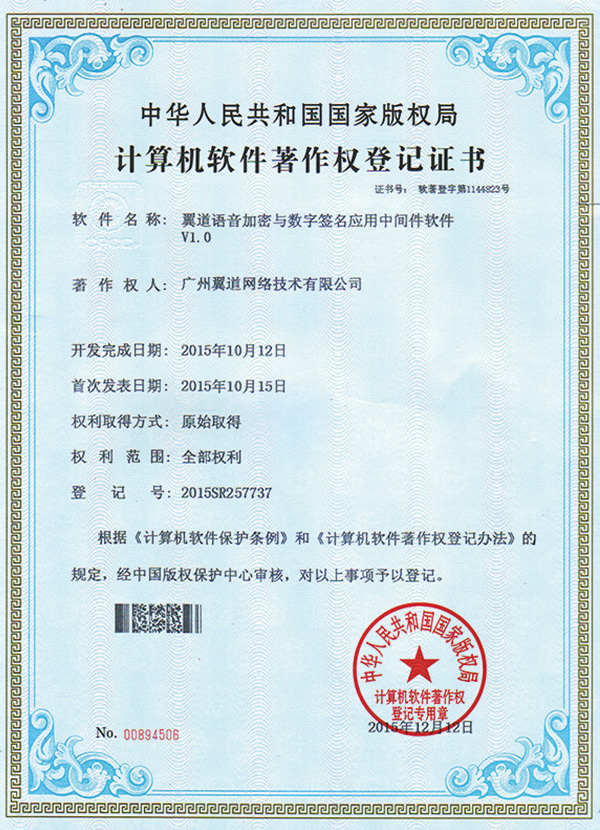 中华人民共和国国家版权局
计算机软件著作权登记证书
证书号： 软著登字第1144823号
软件名称： 翼道语音加密与数字签名应用中间件软件
V1.0
著作权人： 广州翼道网络技术有限公司
开发完成日期： 2015年10月12日
首次发表日期： 2015年10月15日
权利取得方式： 原始取得
权利范围： 全部权利
登记号： 2015SR257737
根据《计算机软件保护条例》和《计算机软件著作权登记办法》的
规定，经中国版权保护中心审核，对以上事项予以登记。
中华人民共和国国家版权局
计算机软件著作权
登记专用章
2015年12月12日
No. 00894506